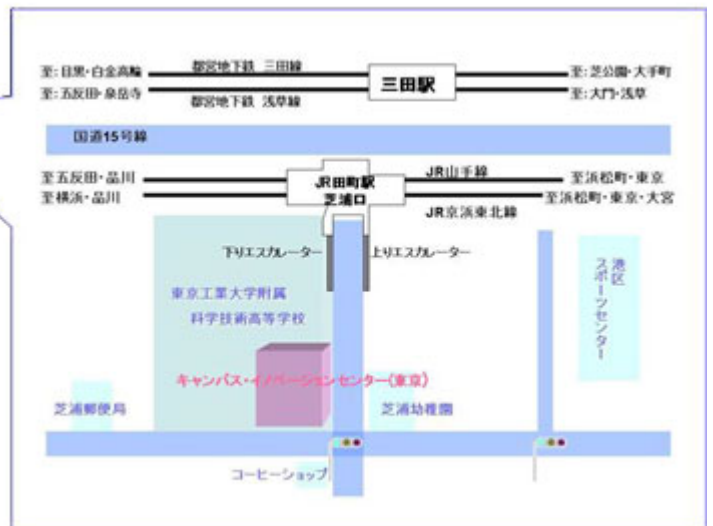 至:目黒・白金高輪
都営地下鉄 三田線
三田駅
至:芝公園・大手町
至:五反田・泉岳寺
都営地下鉄 浅草線
至:大門・浅草
国道15号線
至五反田・品川
JR田町駅
芝浦口
JR山手線
至浜松町・東京
至横浜・品川
JR京浜東北線
至浜松町・東京・大宮
下りエスカレーター
上りエスカレーター
港区
スポーツセンター
東京工業大学附属
科学技術高等学校
キャンパス・イノベーションセンター(東京)
芝浦郵便局
芝浦幼稚園
コーヒーショップ